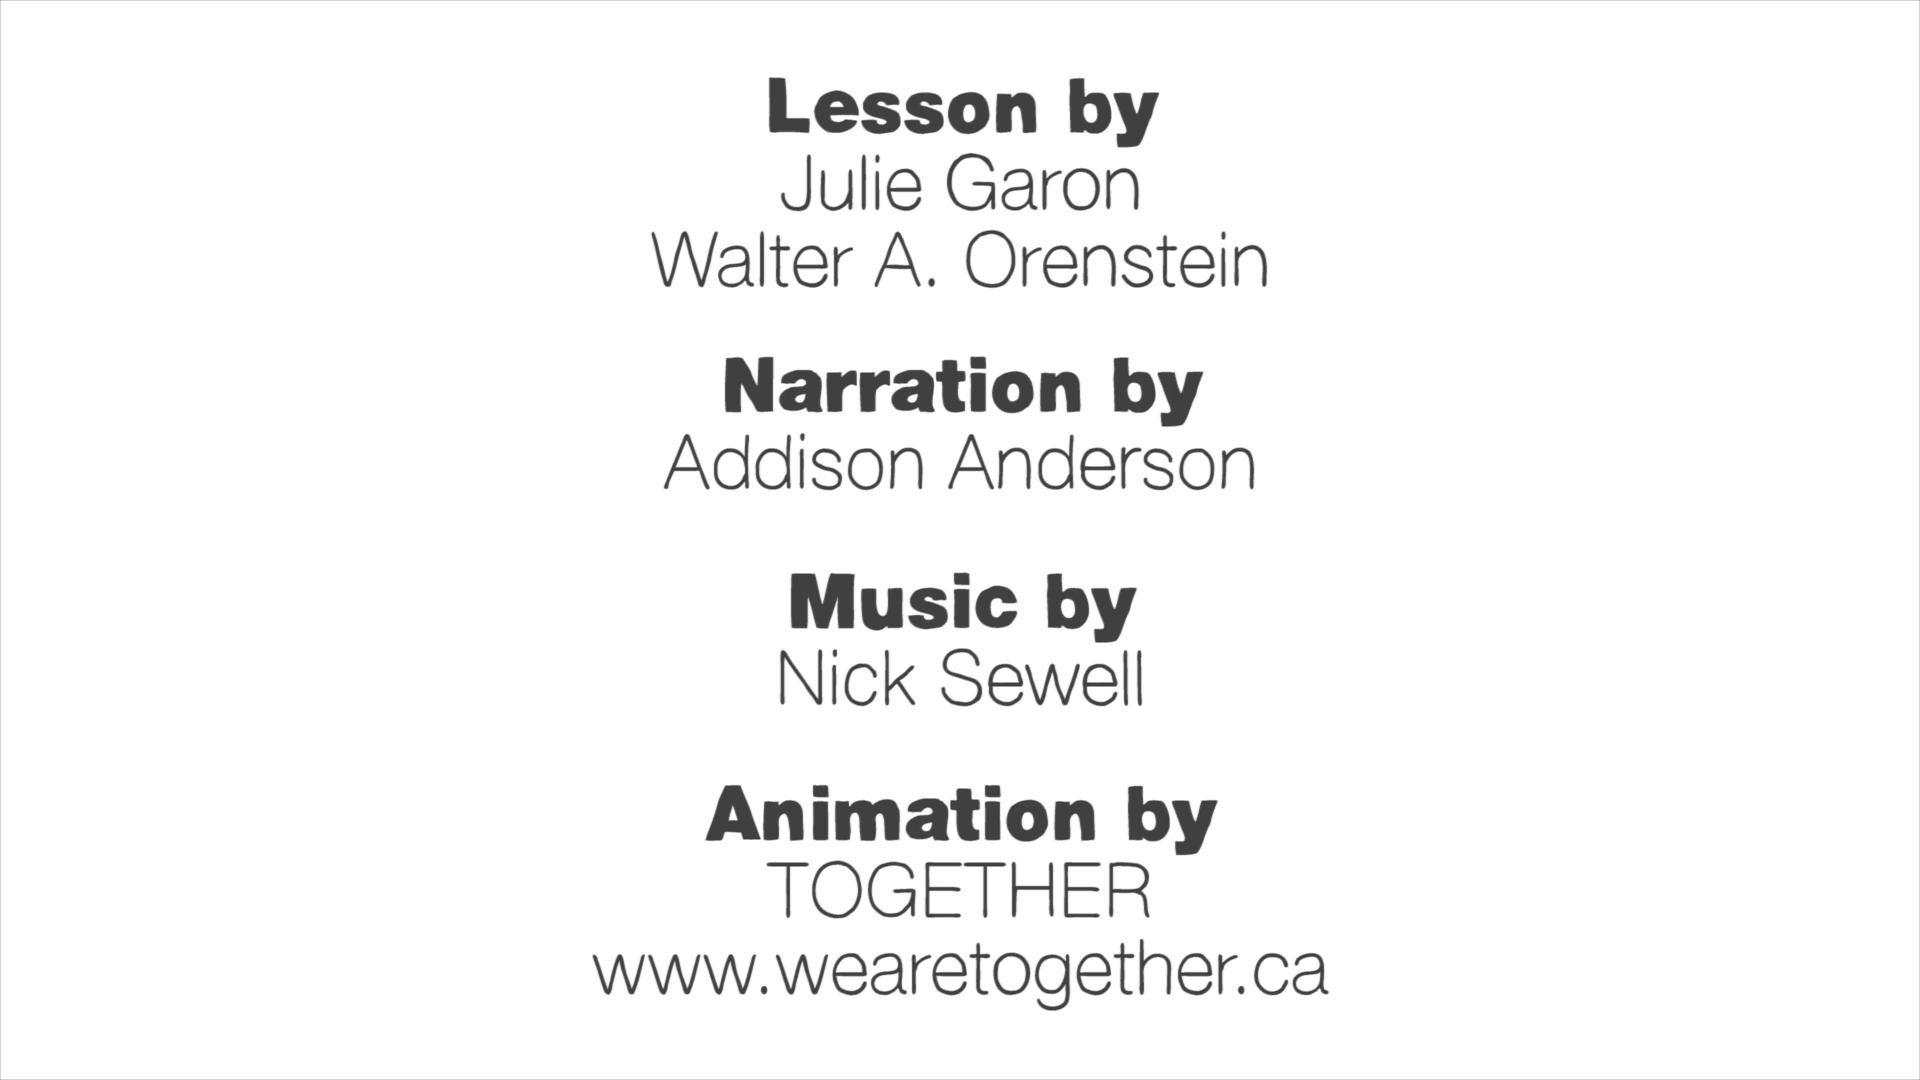 Lesson by
Julie Garon
Walter A. Orenstein
Narration by
Addison Anderson
Music by
Nick Sewell
Animation by
TOGETHER
www.wearetogether.ca